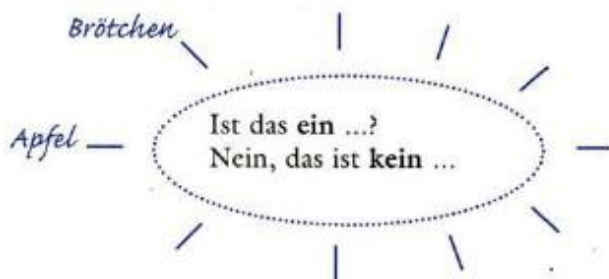 Brötchen
Apfel
Ist das ein ...?
Nein, das ist kein ...